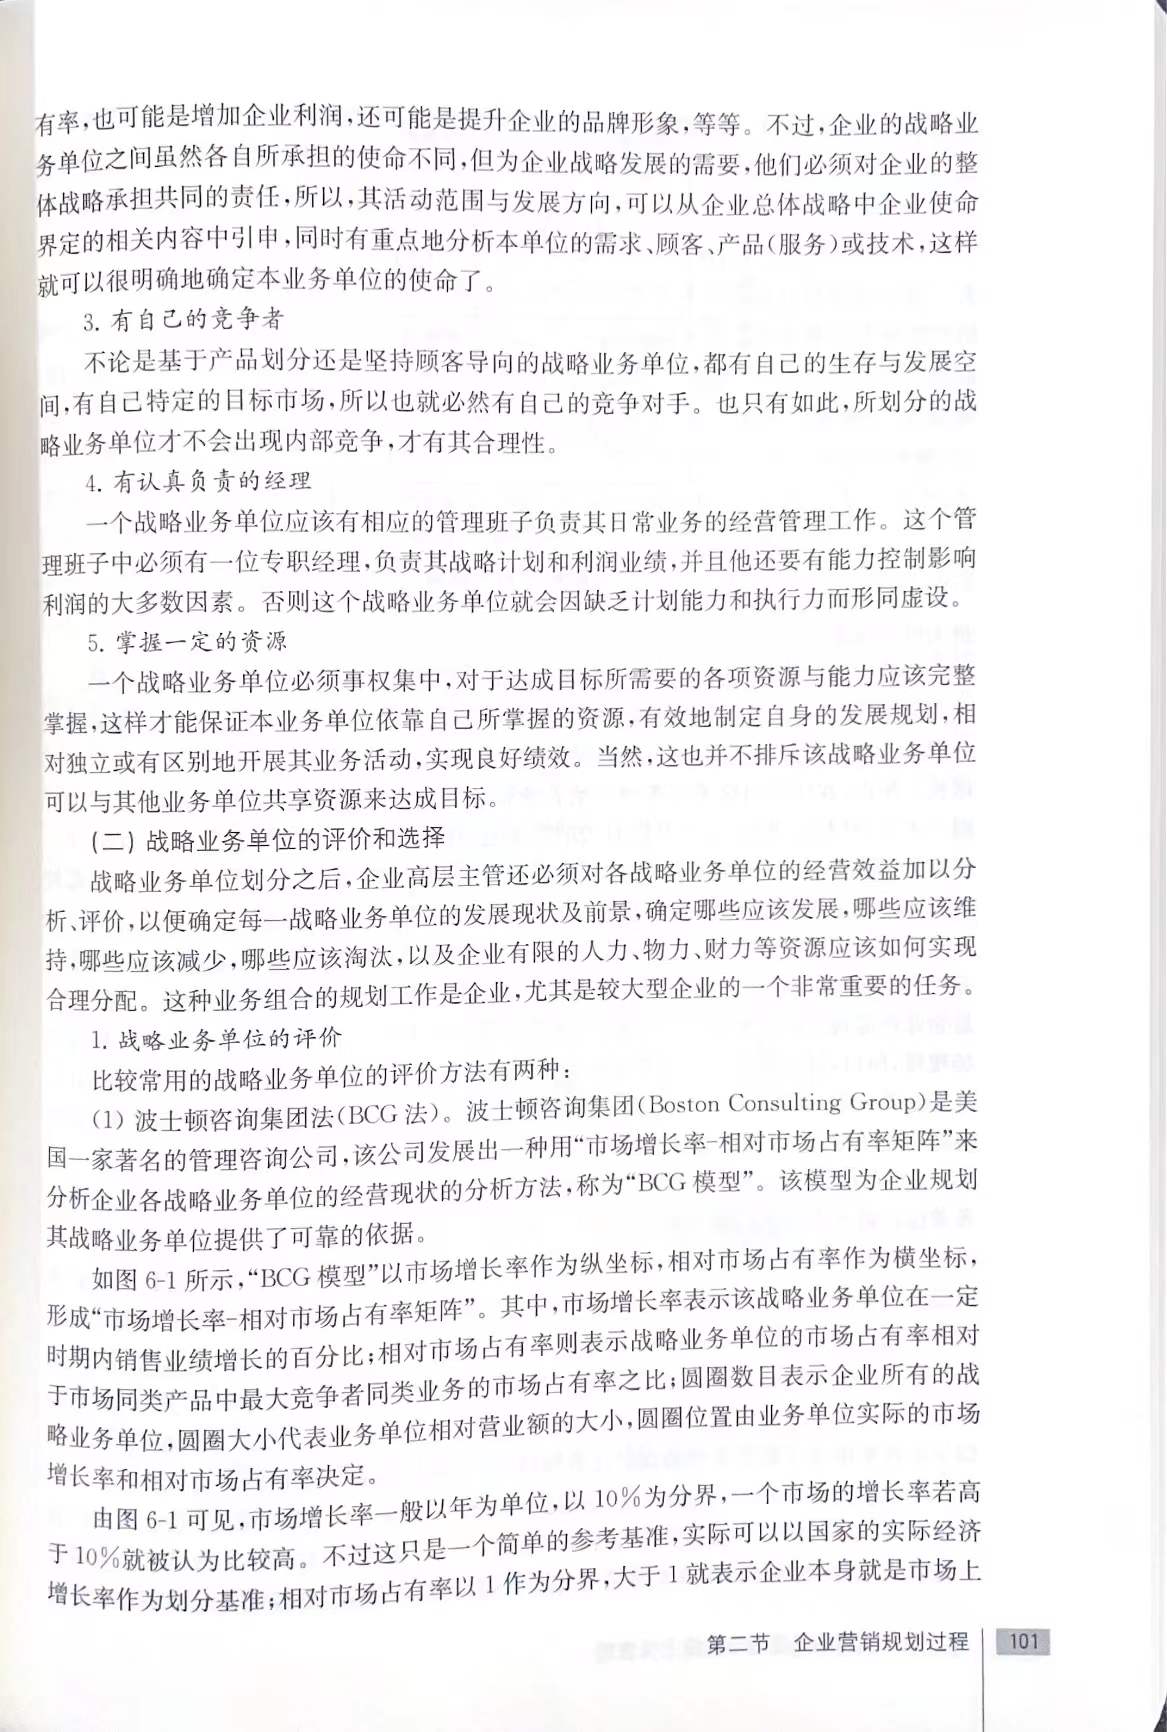 有率,也可能是增加企业利润,还可能是提升企业的品牌形象,等等。不过,企业的战略业
务单位之间虽然各自所承担的使命不同,但为企业战略发展的需要,他们必须对企业的整
体战略承担共同的责任,所以,其活动范围与发展方向,可以从企业总体战略中企业使命
界定的相关内容中引申,同时有重点地分析本单位的需求、顾客、产品(服务)或技术,这样
就可以很明确地确定本业务单位的使命了。
3. 有自己的竞争者
不论是基于产品划分还是坚持顾客导向的战略业务单位,都有自己的生存与发展空
间,有自己特定的目标市场,所以也就必然有自己的竞争对手。也只有如此,所划分的战
略业务单位才不会出现内部竞争,才有其合理性。
4. 有认真负责的经理
一个战略业务单位应该有相应的管理班子负责其日常业务的经营管理工作。这个管
理班子中必须有一位专职经理,负责其战略计划和利润业绩,并且他还要有能力控制影响
利润的大多数因素。否则这个战略业务单位就会因缺乏计划能力和执行力而形同虚设。
5. 掌握一定的资源
一个战略业务单位必须事权集中,对于达成目标所需要的各项资源与能力应该完整
掌握,这样才能保证本业务单位依靠自己所掌握的资源,有效地制定自身的发展规划,相
对独立或有区别地开展其业务活动,实现良好绩效。当然,这也并不排斥该战略业务单位
可以与其他业务单位共享资源来达成目标。
(二) 战略业务单位的评价和选择
战略业务单位划分之后,企业高层主管还必须对各战略业务单位的经营效益加以分
析、评价,以便确定每一战略业务单位的发展现状及前景,确定哪些应该发展,哪些应该维
持,哪些应该减少,哪些应该淘汰,以及企业有限的人力、物力、财力等资源应该如何实现
合理分配。这种业务组合的规划工作是企业,尤其是较大型企业的一个非常重要的任务。
1. 战略业务单位的评价
比较常用的战略业务单位的评价方法有两种:
(1) 波士顿咨询集团法(BCG 法)。波士顿咨询集团(Boston Consulting Group)是美
国一家著名的管理咨询公司,该公司发展出一种用“市场增长率-相对市场占有率矩阵”来
分析企业各战略业务单位的经营现状的分析方法,称为“BCG 模型”。该模型为企业规划
其战略业务单位提供了可靠的依据。
如图 6-1 所示,“BCG 模型”以市场增长率作为纵坐标,相对市场占有率作为横坐标,
形成“市场增长率-相对市场占有率矩阵”。其中,市场增长率表示该战略业务单位在一定
时期内销售业绩增长的百分比;相对市场占有率则表示战略业务单位的市场占有率相对
于市场同类产品中最大竞争者同类业务的市场占有率之比;圆圈数目表示企业所有的战
略业务单位,圆圈大小代表业务单位相对营业额的大小,圆圈位置由业务单位实际的市场
增长率和相对市场占有率决定。
由图 6-1 可见,市场增长率一般以年为单位,以 10%为分界,一个市场的增长率若高
于 10%就被认为比较高。不过这只是一个简单的参考基准,实际可以以国家的实际经济
增长率作为划分基准;相对市场占有率以 1 作为分界,大于 1 就表示企业本身就是市场上
第二节 企业营销规划过程 101